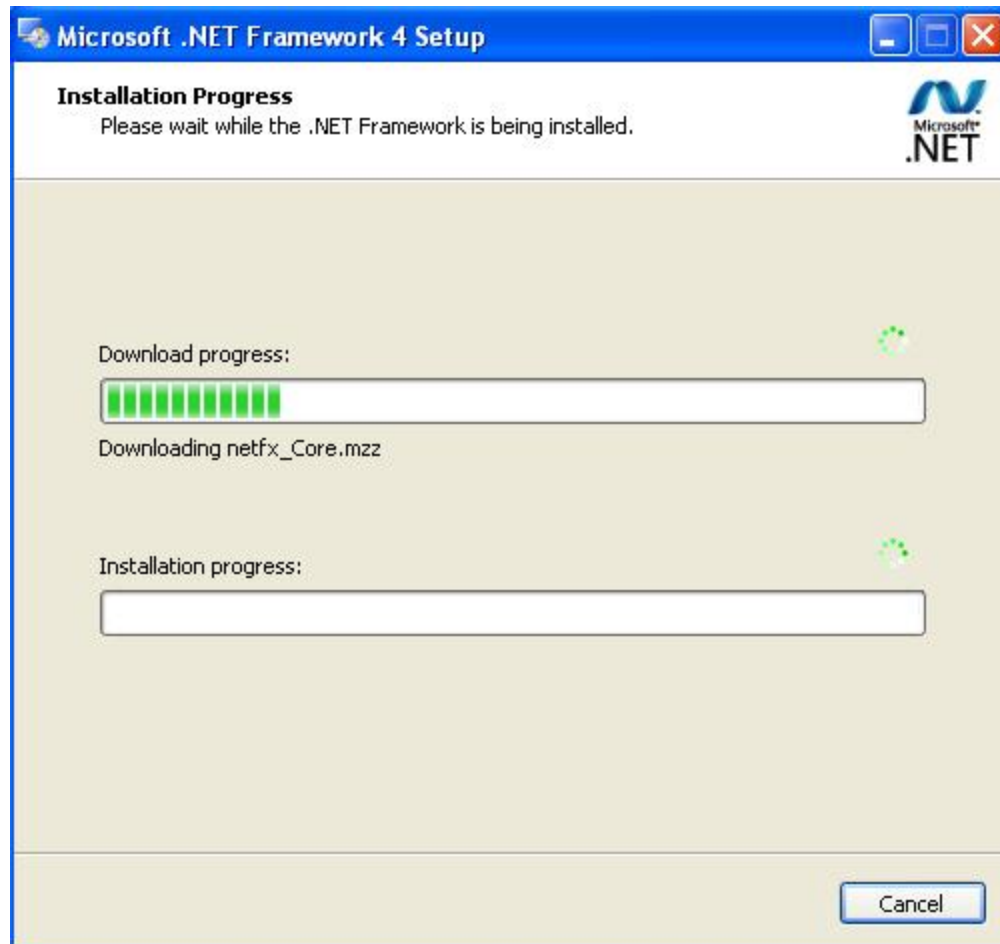 Microsoft .NET Framework 4 Setup
Installation Progress
Please wait while the .NET Framework is being installed.
Microsoft®
.NET
Download progress:
Downloading netfx_Core.mzz
Installation progress:
Cancel